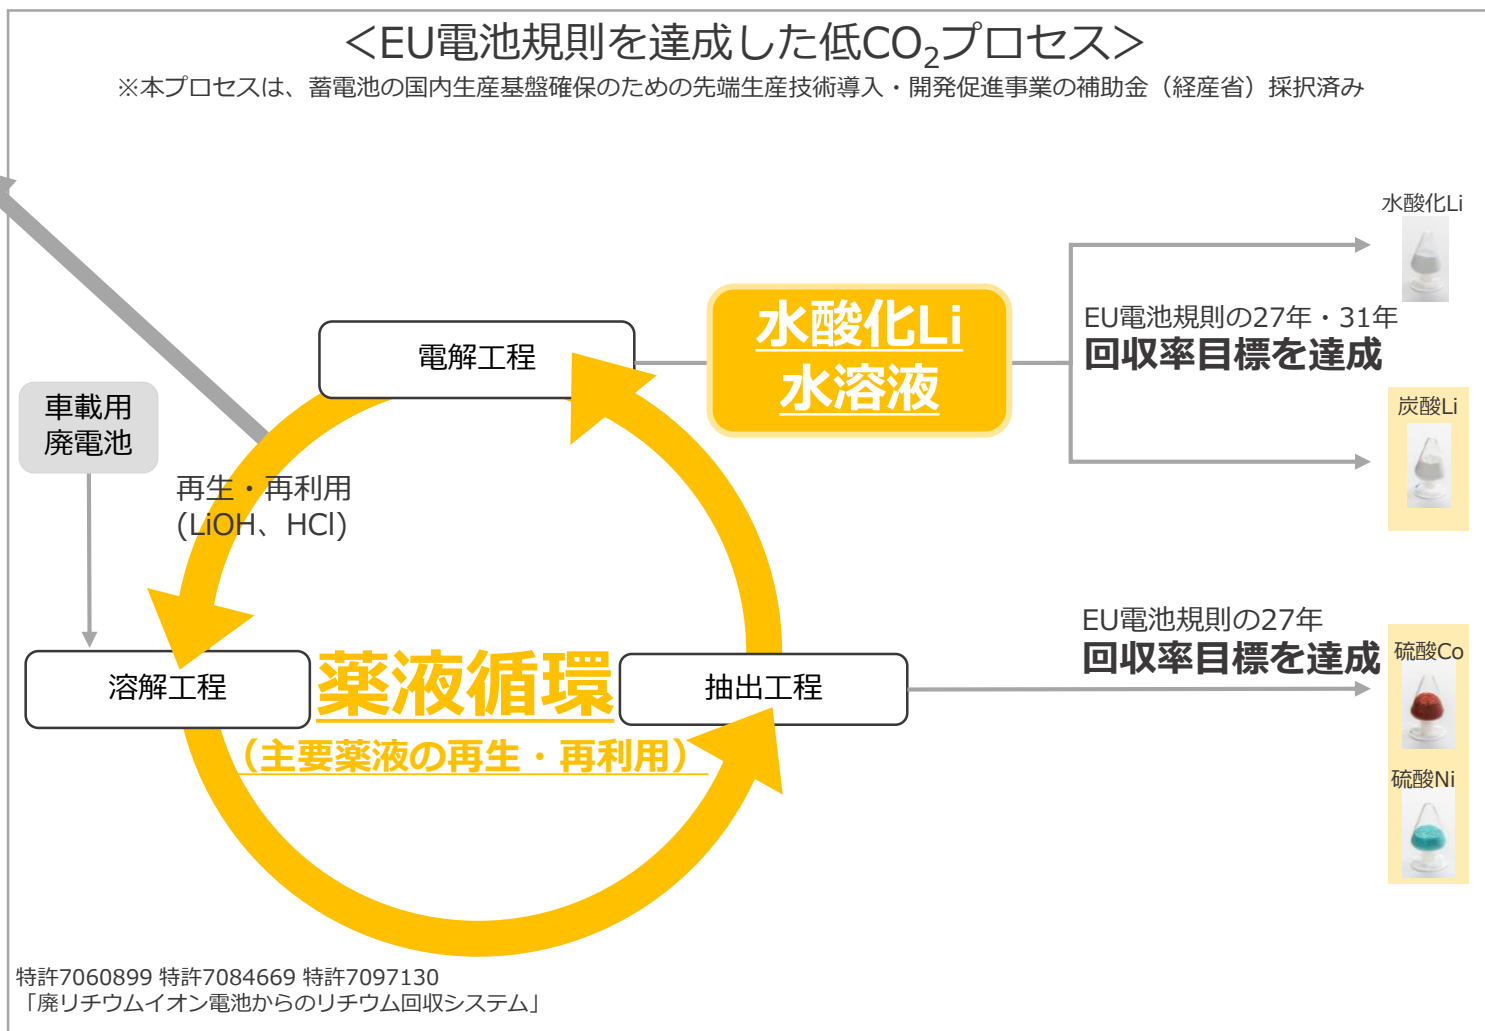 ＜EU電池規則を達成した低CO₂プロセス＞
※本プロセスは、蓄電池の国内生産基盤確保のための先端生産技術導入・開発促進事業の補助金（経産省）採択済み
水酸化Li
水酸化Li
水溶液
EU電池規則の27年・31年
回収率目標を達成
電解工程
車載用
廃電池
炭酸Li
再生・再利用
(LiOH、HCl)
EU電池規則の27年
回収率目標を達成
硫酸Co
溶解工程
薬液循環
（主要薬液の再生・再利用）
抽出工程
硫酸Ni
特許7060899 特許7084669 特許7097130
「廃リチウムイオン電池からのリチウム回収システム」